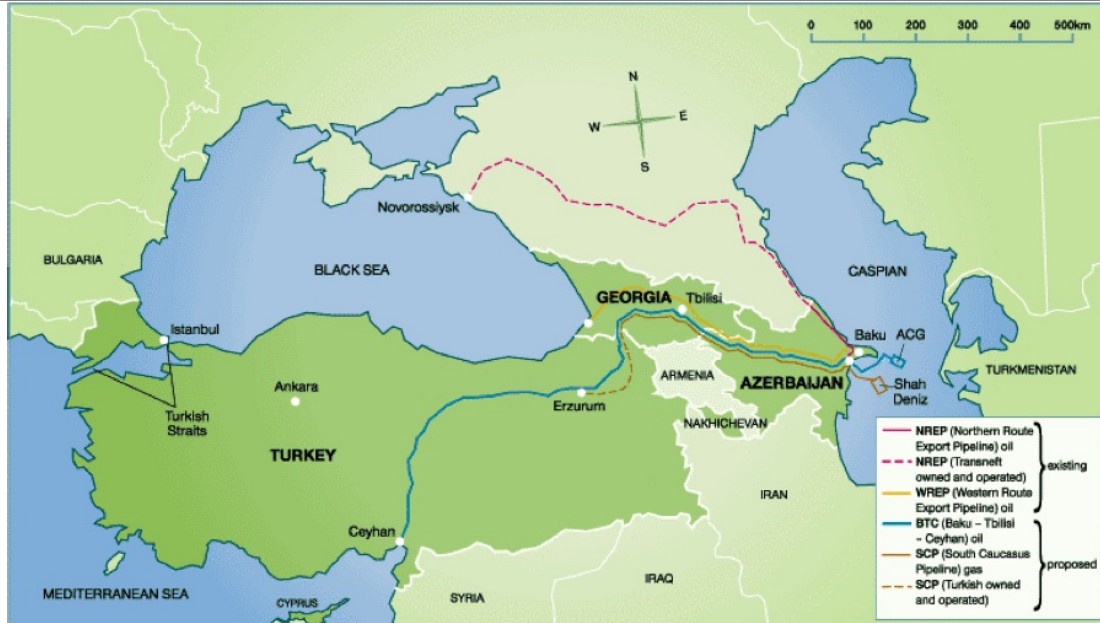 0 100 200 300 400 500km
N
W E
S
Novorossiysk
BULGARIA
BLACK SEA
CASPIAN
GEORGIA Tbilisi
Istanbul
Baku ACG
TURKMENISTAN
ARMENIA
AZERBAIJAN
Shah
Deniz
Ankara
Erzurum
Turkish
Straits
NAKHICHEVAN
TURKEY
IRAN
Ceyhan
IRAQ
MEDITERRANEAN SEA
CYPRUS
SYRIA
NREP (Northern Route
Export Pipeline) oil
NREP (Transneft
owned and operated)
WREP (Western Route
Export Pipeline) oil
existing
BTC (Baku – Tbilisi
– Ceyhan) oil
SCP (South Caucasus
Pipeline) gas
SCP (Turkish owned
and operated)
proposed